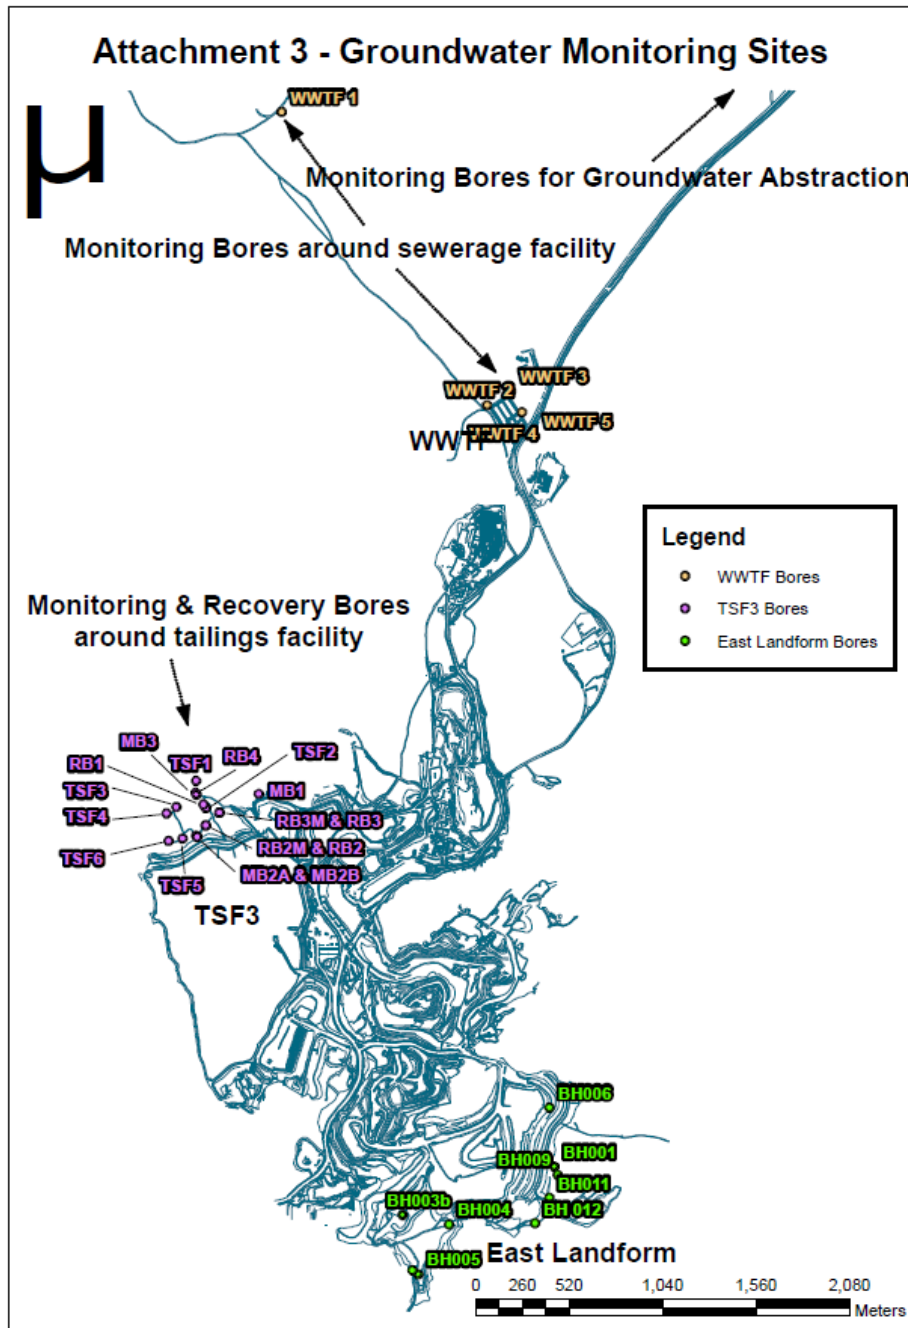 Attachment 3 - Groundwater Monitoring Sites
µ
WWTF 1
Monitoring Bores for Groundwater Abstraction
Monitoring Bores around sewerage facility
WWTF 3
WWTF 2
WWTF 5
WWTF 4
WWTF
Legend
WWTF Bores
TSF3 Bores
East Landform Bores
Monitoring & Recovery Bores
around tailings facility
MB3
TSF1
RB4
TSF2
RB1
TSF3
MB1
TSF4
RB3M & RB3
RB2M & RB2
TSF6
MB2A & MB2B
TSF5
TSF3
BH006
BH001
BH009
BH011
BH003b
BH004
BH 012
East Landform
BH005
0 260 520 1,040 1,560 2,080
Meters